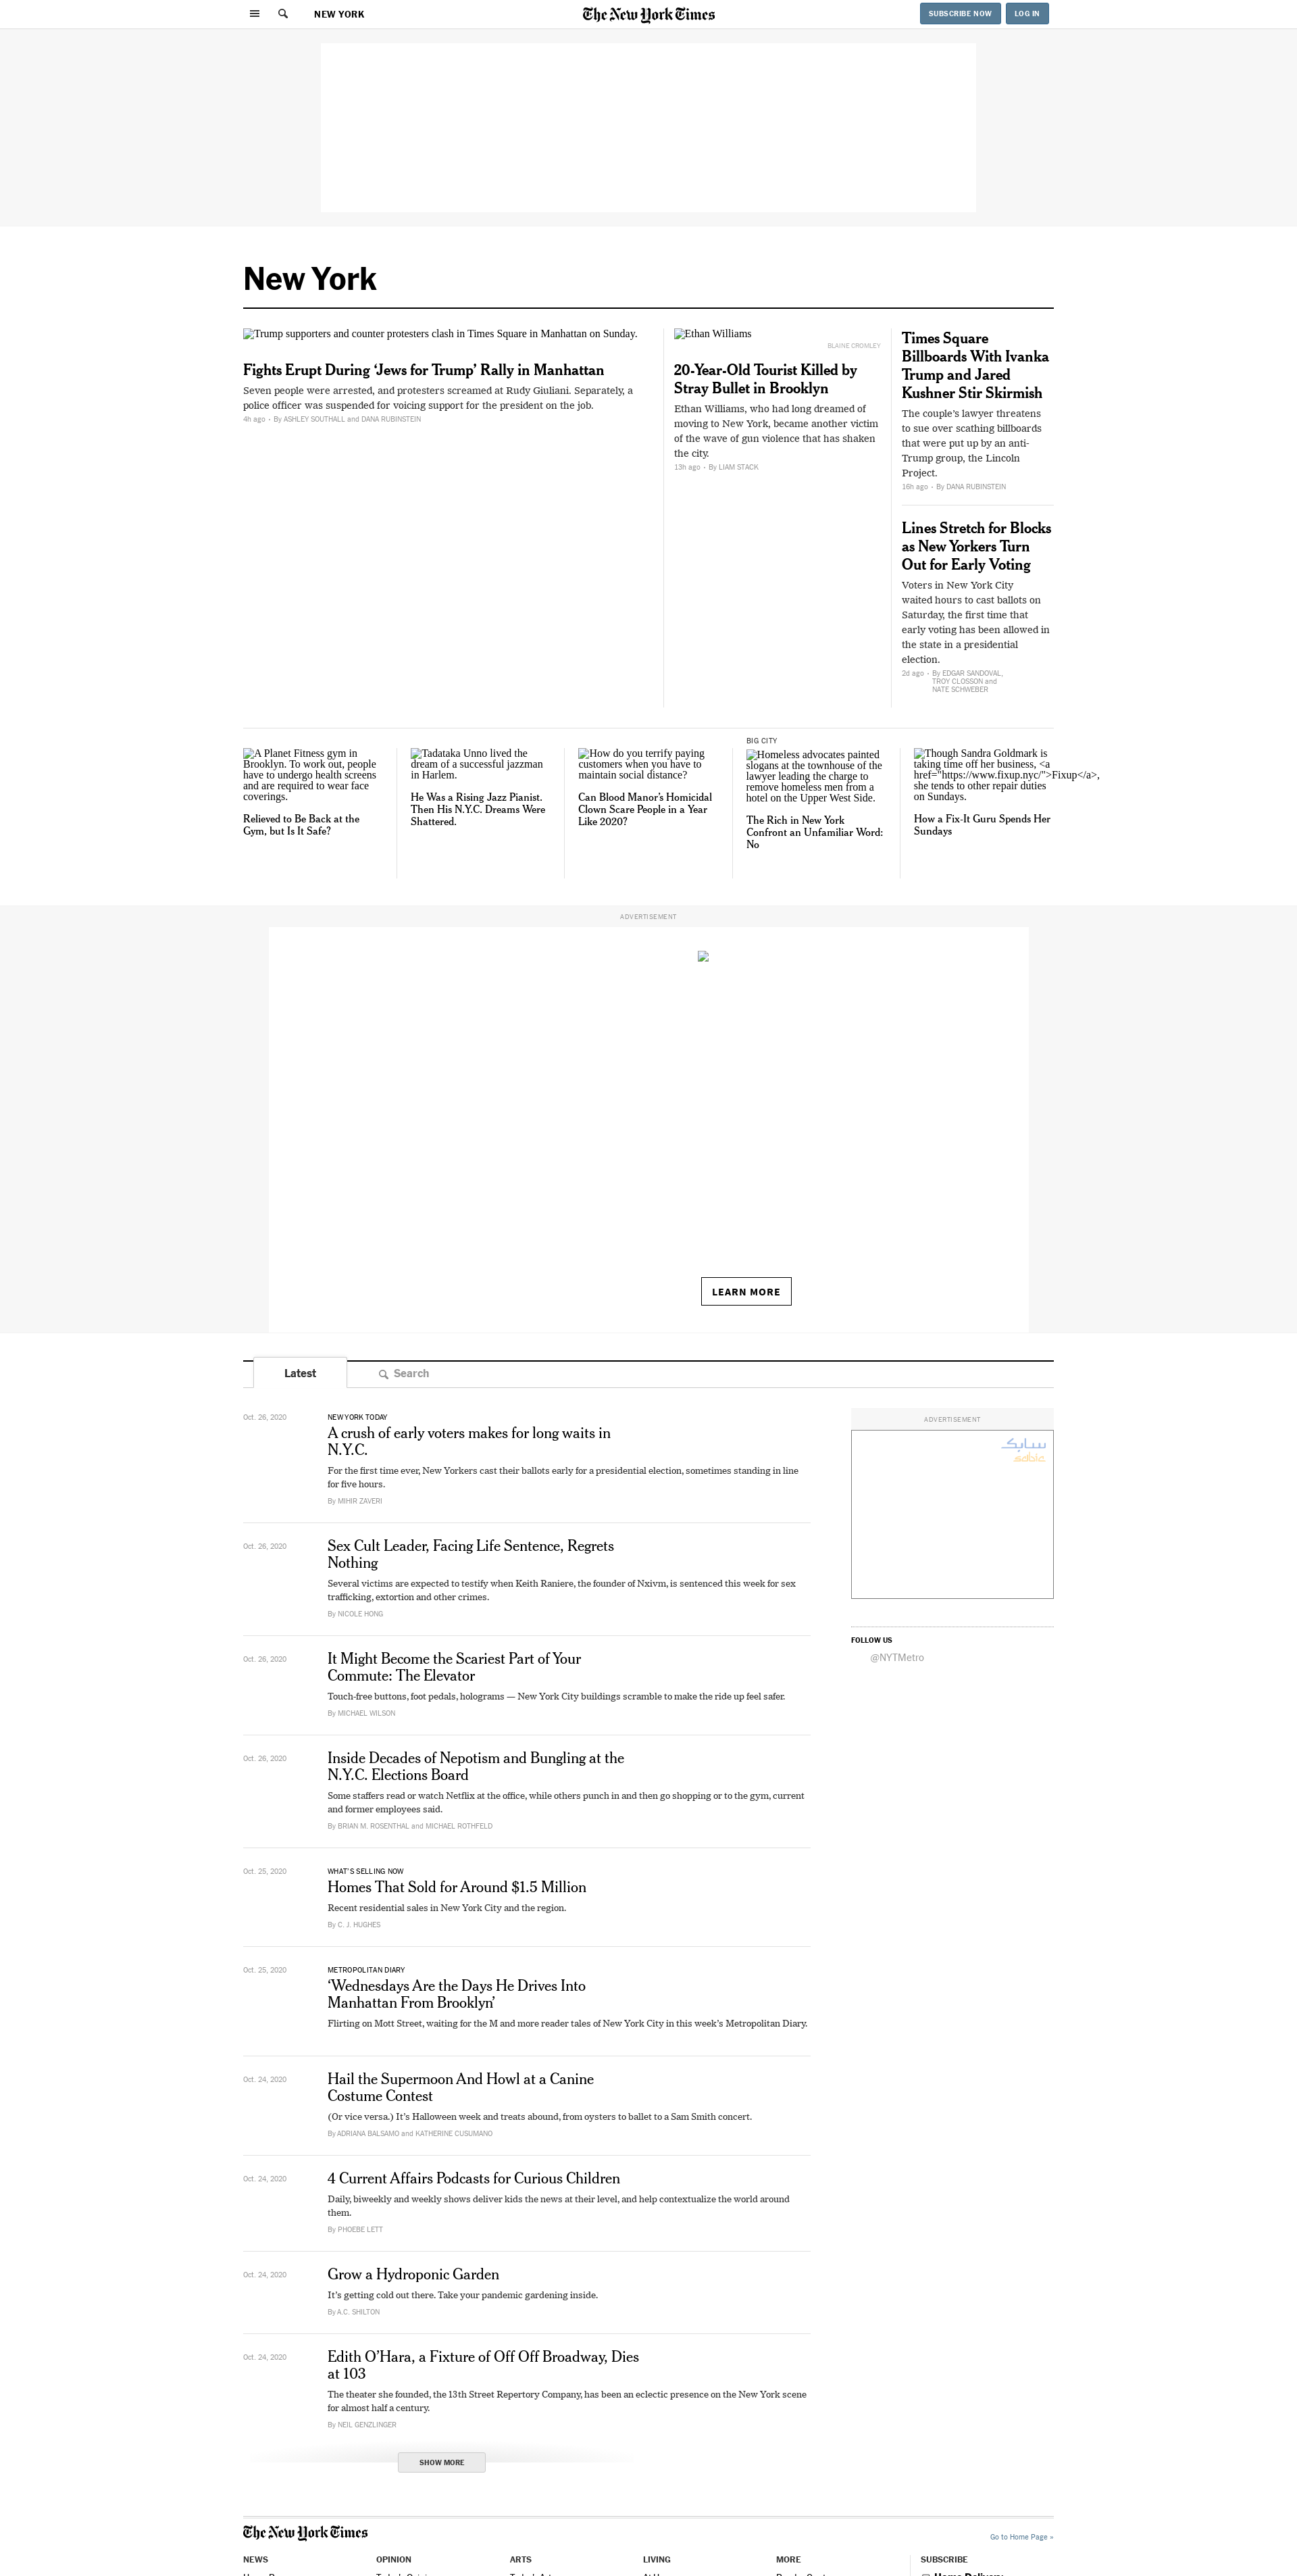 NEW YORK
The New York Times
SUBSCRIBE NOW
LOG IN
New York
Trump supporters and counter protesters clash in Times Square in Manhattan on Sunday.
Fights Erupt During ‘Jews for Trump’ Rally in Manhattan
Seven people were arrested, and protesters screamed at Rudy Giuliani. Separately, a
police officer was suspended for voicing support for the president on the job.
4h ago • By ASHLEY SOUTHALL and DANA RUBINSTEIN
Ethan Williams
BLAINE CROMLEY
20-Year-Old Tourist Killed by
Stray Bullet in Brooklyn
Ethan Williams, who had long dreamed of
moving to New York, became another victim
of the wave of gun violence that has shaken
the city.
13h ago • By LIAM STACK
Times Square
Billboards With Ivanka
Trump and Jared
Kushner Stir Skirmish
The couple’s lawyer threatens
to sue over scathing billboards
that were put up by an anti-
Trump group, the Lincoln
Project.
16h ago • By DANA RUBINSTEIN
Lines Stretch for Blocks
as New Yorkers Turn
Out for Early Voting
Voters in New York City
waited hours to cast ballots on
Saturday, the first time that
early voting has been allowed in
the state in a presidential
election.
2d ago • By EDGAR SANDOVAL,
TROY CLOSSON and
NATE SCHWEBER
A Planet Fitness gym in
Brooklyn. To work out, people
have to undergo health screens
and are required to wear face
coverings.
Relieved to Be Back at the
Gym, but Is It Safe?
Tadataka Unno lived the
dream of a successful jazzman
in Harlem.
He Was a Rising Jazz Pianist.
Then His N.Y.C. Dreams Were
Shattered.
How do you terrify paying
customers when you have to
maintain social distance?
Can Blood Manor’s Homicidal
Clown Scare People in a Year
Like 2020?
BIG CITY
Homeless advocates painted
slogans at the townhouse of the
lawyer leading the charge to
remove homeless men from a
hotel on the Upper West Side.
The Rich in New York
Confront an Unfamiliar Word:
No
Though Sandra Goldmark is
taking time off her business, <a
href="https://www.fixup.nyc/">Fixup</a>,
she tends to other repair duties
on Sundays.
How a Fix-It Guru Spends Her
Sundays
ADVERTISEMENT
LEARN MORE
Latest
Search
Oct. 26, 2020
NEW YORK TODAY
A crush of early voters makes for long waits in
N.Y.C.
For the first time ever, New Yorkers cast their ballots early for a presidential election, sometimes standing in line
for five hours.
By MIHIR ZAVERI
Oct. 26, 2020
Sex Cult Leader, Facing Life Sentence, Regrets
Nothing
Several victims are expected to testify when Keith Raniere, the founder of Nxivm, is sentenced this week for sex
trafficking, extortion and other crimes.
By NICOLE HONG
Oct. 26, 2020
It Might Become the Scariest Part of Your
Commute: The Elevator
Touch-free buttons, foot pedals, holograms — New York City buildings scramble to make the ride up feel safer.
By MICHAEL WILSON
Oct. 26, 2020
Inside Decades of Nepotism and Bungling at the
N.Y.C. Elections Board
Some staffers read or watch Netflix at the office, while others punch in and then go shopping or to the gym, current
and former employees said.
By BRIAN M. ROSENTHAL and MICHAEL ROTHFELD
Oct. 25, 2020
WHAT’S SELLING NOW
Homes That Sold for Around $1.5 Million
Recent residential sales in New York City and the region.
By C. J. HUGHES
Oct. 25, 2020
METROPOLITAN DIARY
‘Wednesdays Are the Days He Drives Into
Manhattan From Brooklyn’
Flirting on Mott Street, waiting for the M and more reader tales of New York City in this week’s Metropolitan Diary.
Oct. 24, 2020
Hail the Supermoon And Howl at a Canine
Costume Contest
(Or vice versa.) It’s Halloween week and treats abound, from oysters to ballet to a Sam Smith concert.
By ADRIANA BALSAMO and KATHERINE CUSUMANO
Oct. 24, 2020
4 Current Affairs Podcasts for Curious Children
Daily, biweekly and weekly shows deliver kids the news at their level, and help contextualize the world around
them.
By PHOEBE LETT
Oct. 24, 2020
Grow a Hydroponic Garden
It’s getting cold out there. Take your pandemic gardening inside.
By A.C. SHILTON
Oct. 24, 2020
Edith O’Hara, a Fixture of Off Off Broadway, Dies
at 103
The theater she founded, the 13th Street Repertory Company, has been an eclectic presence on the New York scene
for almost half a century.
By NEIL GENZLINGER
SHOW MORE
ADVERTISEMENT
سابك
sabic
FOLLOW US
@NYTMetro
The New York Times
Go to Home Page »
NEWS
OPINION
ARTS
LIVING
MORE
SUBSCRIBE